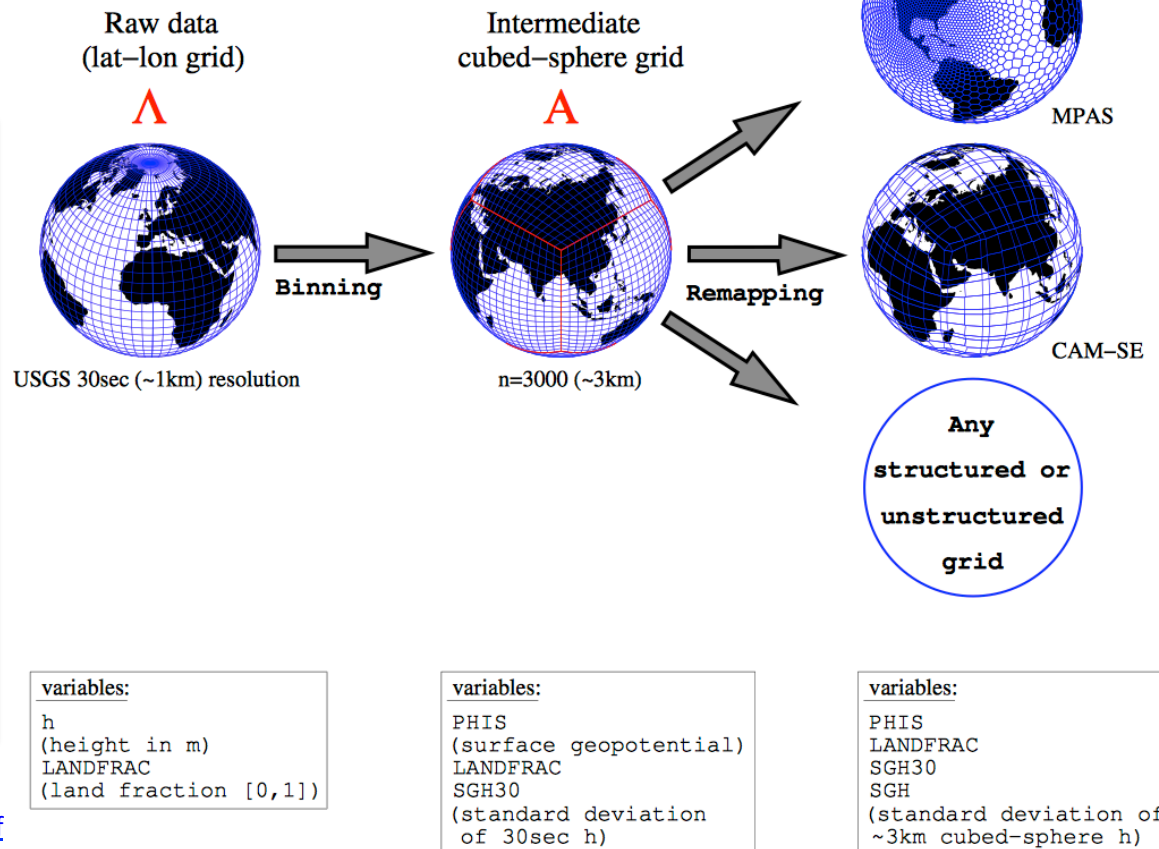 Raw data
(lat−lon grid)
Λ
Intermediate
cubed−sphere grid
A
MPAS
Binning
Remapping
USGS 30sec (~1km) resolution
n=3000 (~3km)
CAM−SE
Any
structured or
unstructured
grid
variables:
h
(height in m)
LANDFRAC
(land fraction [0,1])
variables:
PHIS
(surface geopotential)
LANDFRAC
SGH30
(standard deviation
of 30sec h)
variables:
PHIS
LANDFRAC
SGH30
SGH
(standard deviation of
~3km cubed−sphere h)
f